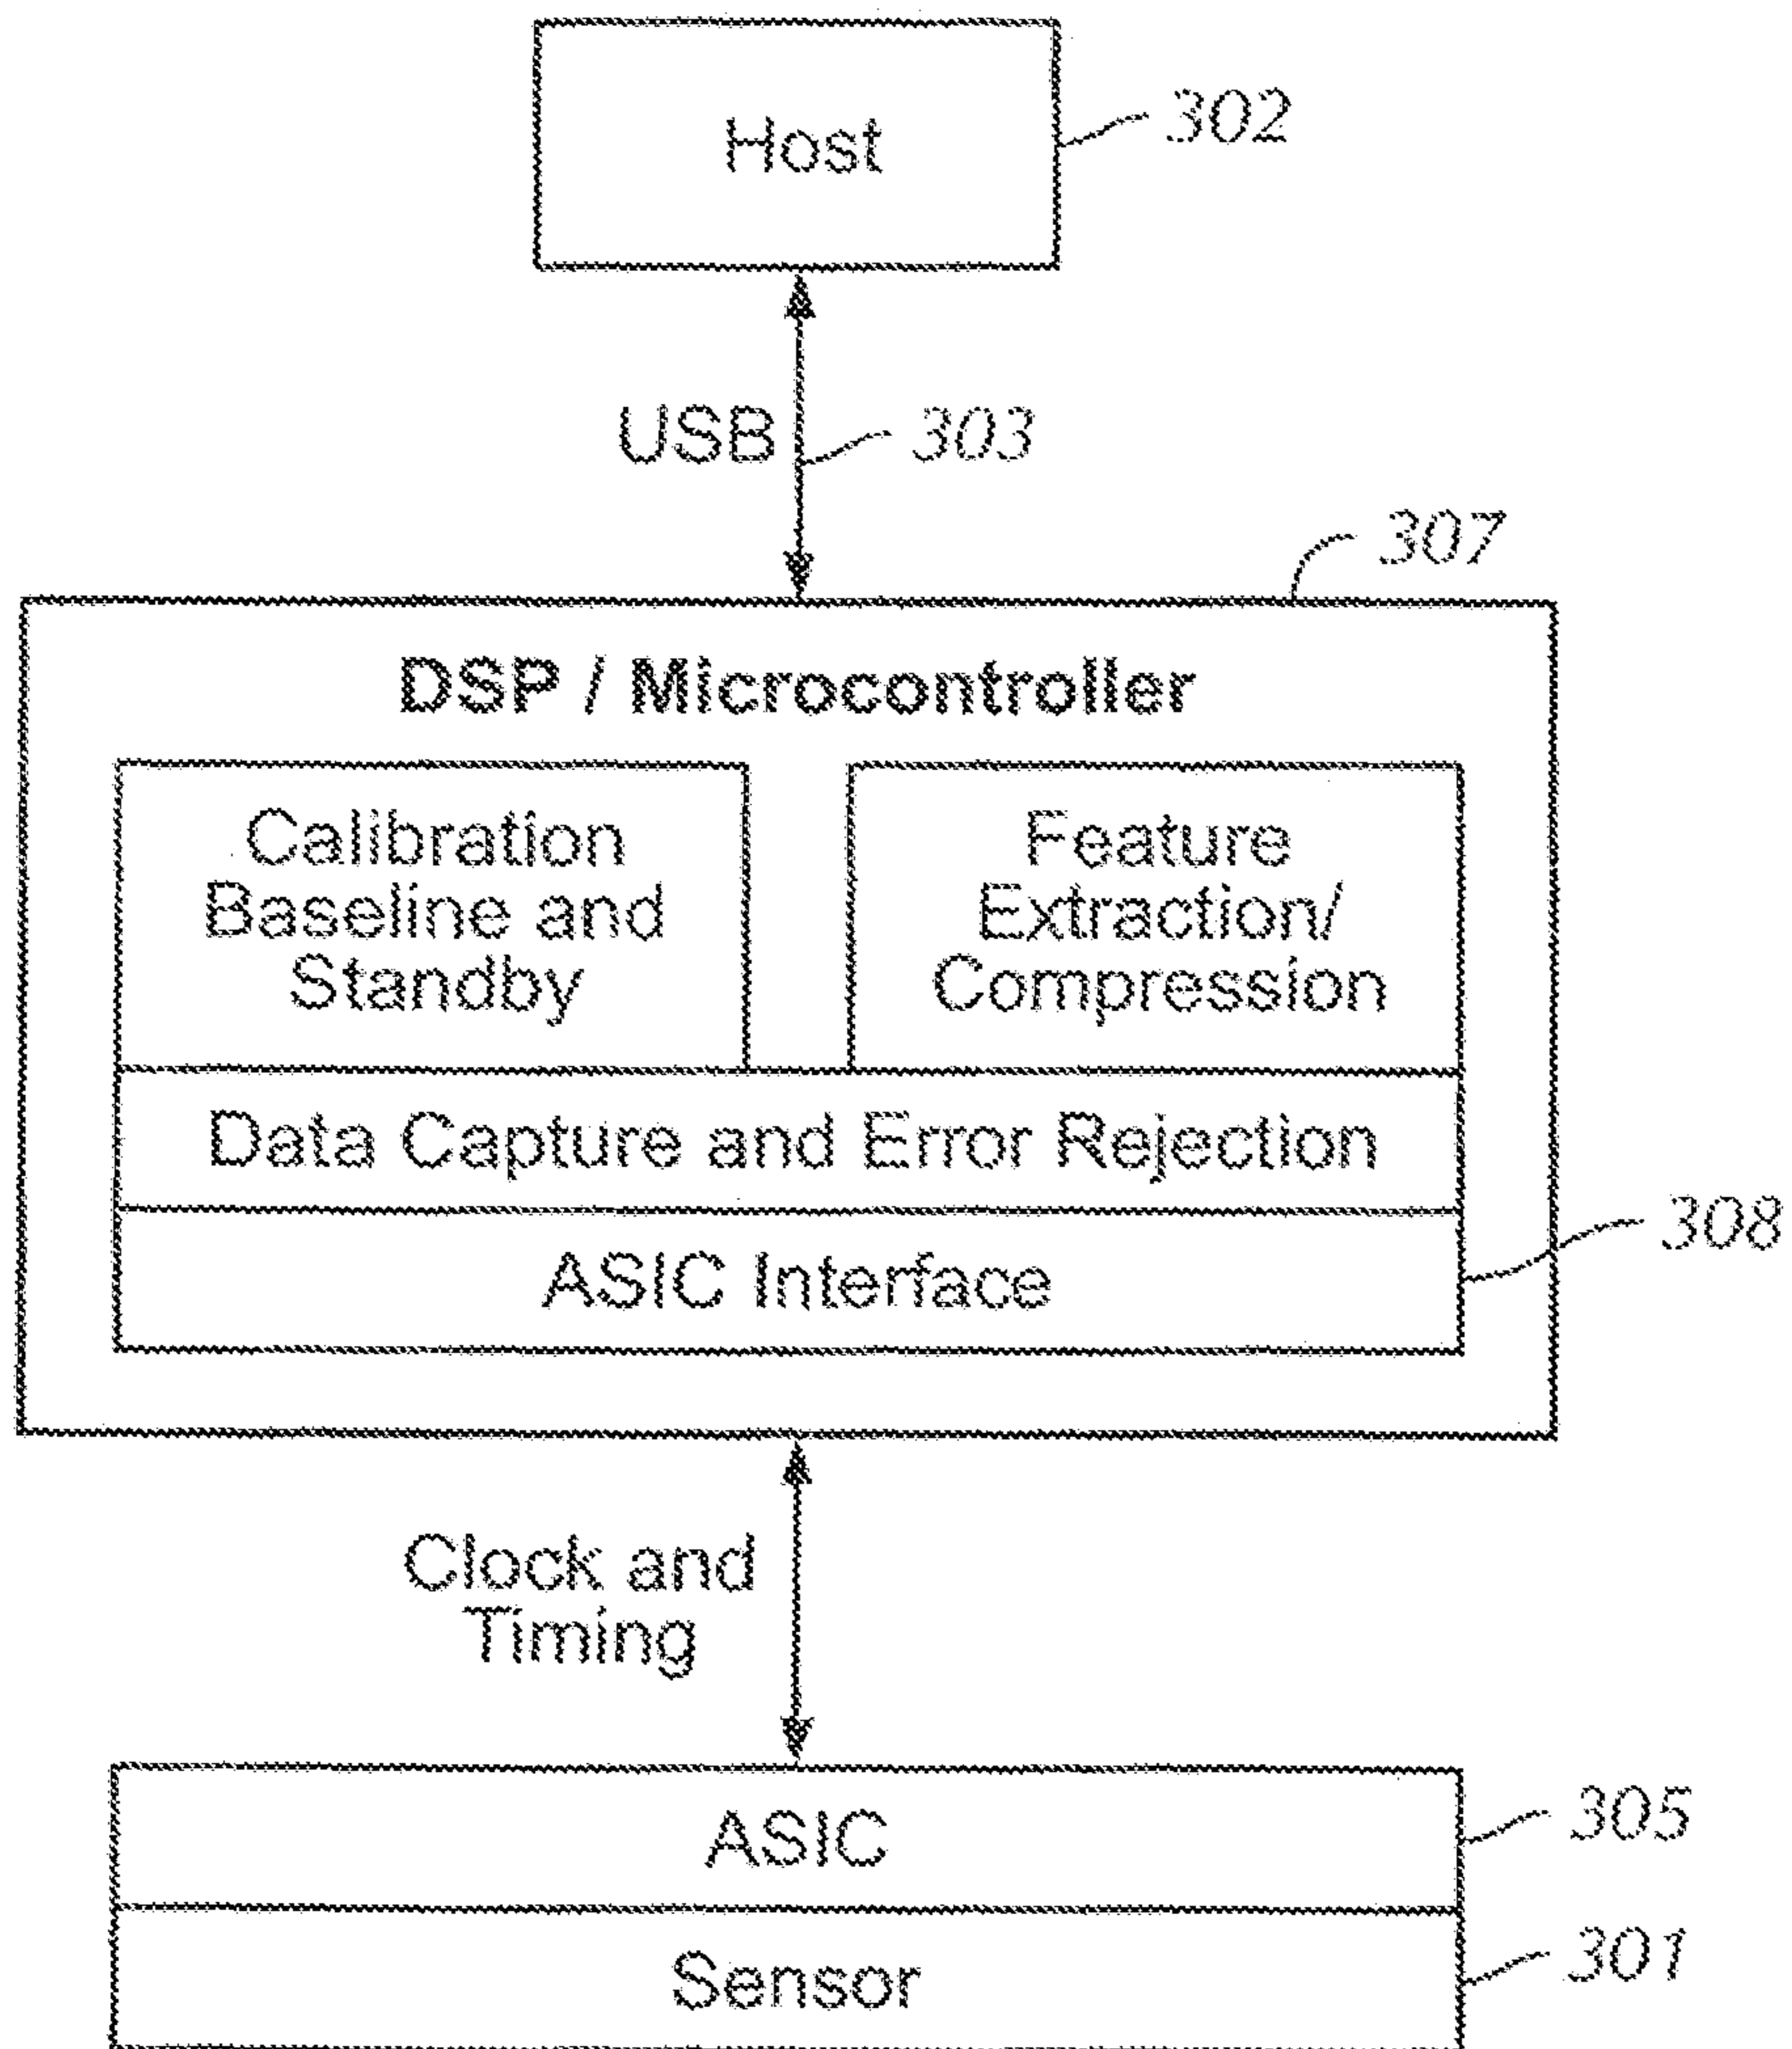 Host
302
USB
303
307
DSP / Microcontroller
Calibration
Baseline and
Standby
Feature
Extraction/
Compression
Data Capture and Error Rejection
ASIC Interface
308
Clock and
Timing
ASIC
305
Sensor
301